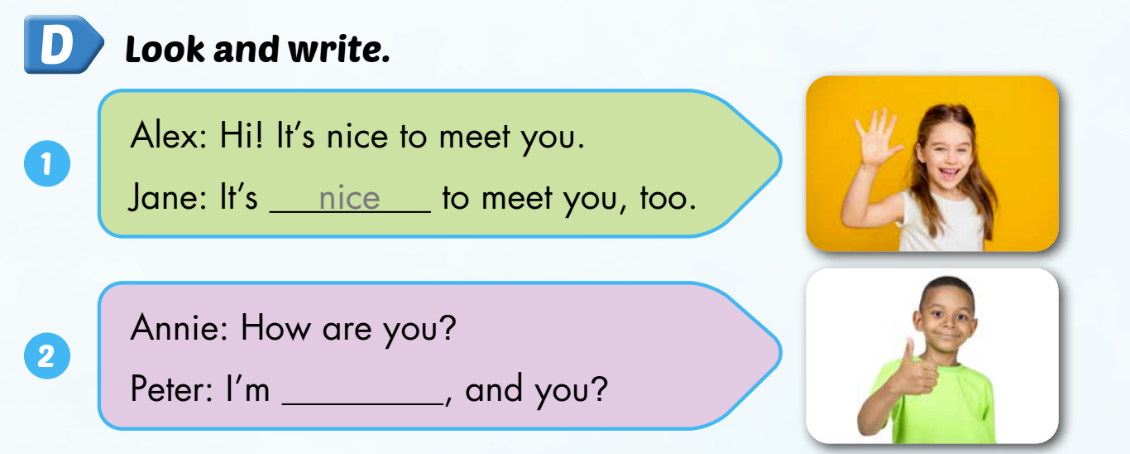 D Look and write.
1
Alex: Hi! It's nice to meet you.
Jane: It's nice to meet you, too.
2
Annie: How are you?
Peter: I'm __________, and you?